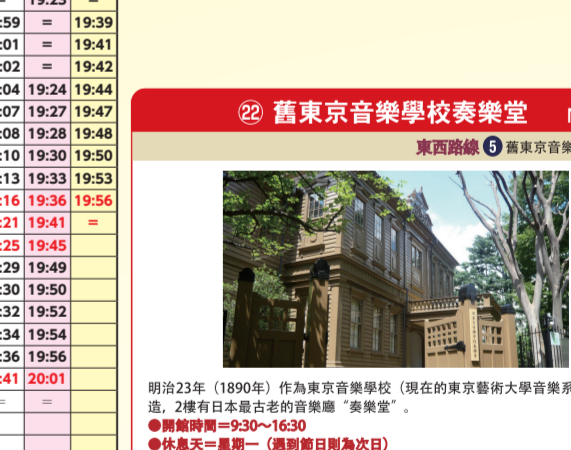 19:23 =
:59 = 19:39
:01 = 19:41
:02 = 19:42
:04 19:24 19:44
:07 19:27 19:47
:08 19:28 19:48
:10 19:30 19:50
:13 19:33 19:53
:16 19:36 19:56
:21 19:41 =
:25 19:45
:29 19:49
:30 19:50
:32 19:52
:34 19:54
:36 19:56
:41 20:01
= =
㉒ 舊東京音樂學校奏樂堂
東西路線 ❺ 舊東京音樂
明治23年（1890年）作為東京音樂學校（現在的東京藝術大學音樂系
造，2樓有日本最古老的音樂廳“奏樂堂”。
●開館時間＝9:30～16:30
●休息天＝星期一（遇到節日則為次日）